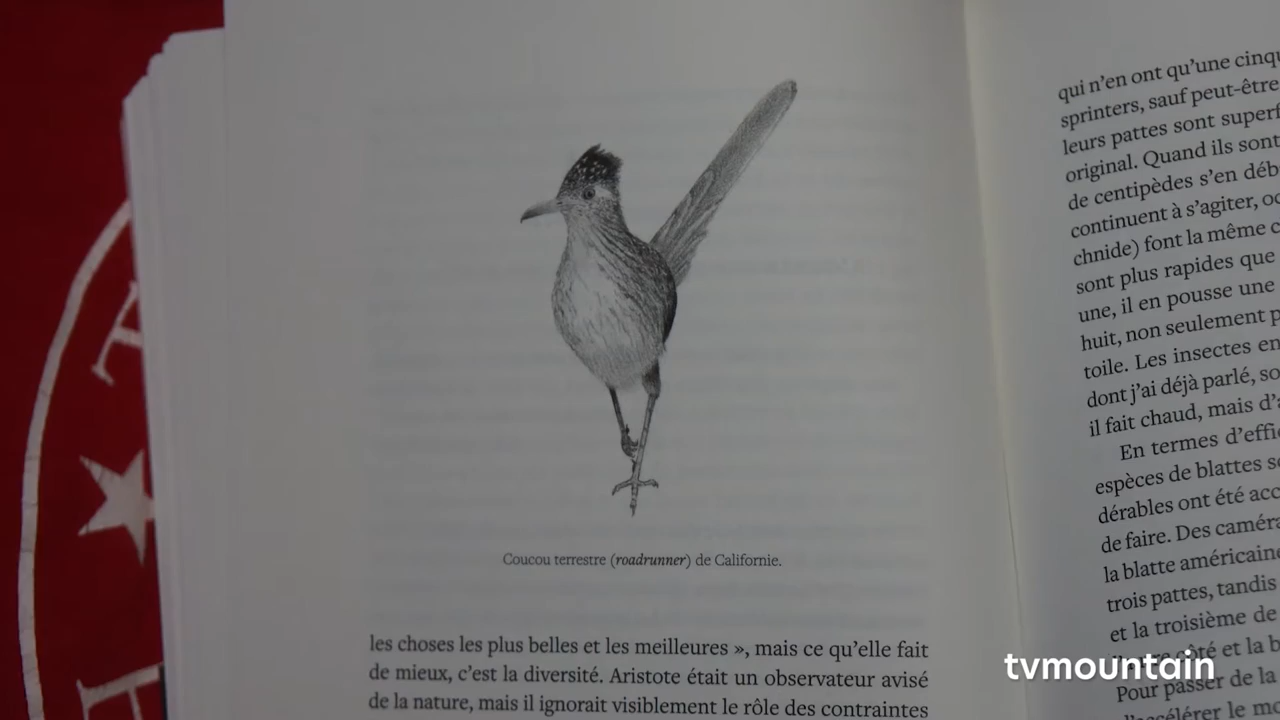 Coucou terrestre (roadrunner) de Californie.
les choses les plus belles et les meilleures », mais ce qu'elle fait
de mieux, c'est la diversité. Aristote était un observateur avisé
de la nature, mais il ignorait visiblement le rôle des contraintes
qui n'en ont qu'une cinq
sprinters, sauf peut-être
leurs pattes sont super
original. Quand ils sont
de centipèdes s'en déb
continuent à s'agiter, o
chnide) font la même c
sont plus rapides que
une, il en pousse une
huit, non seulement p
toile. Les insectes en
dont j'ai déjà parlé, so
il fait chaud, mais d'a
En termes d'effi
espèces de blattes s
dérables ont été acc
de faire. Des caméra
la blatte américaine
trois pattes, tandis
et la troisième de
côté et la b
Pour passer de la
tvmountain